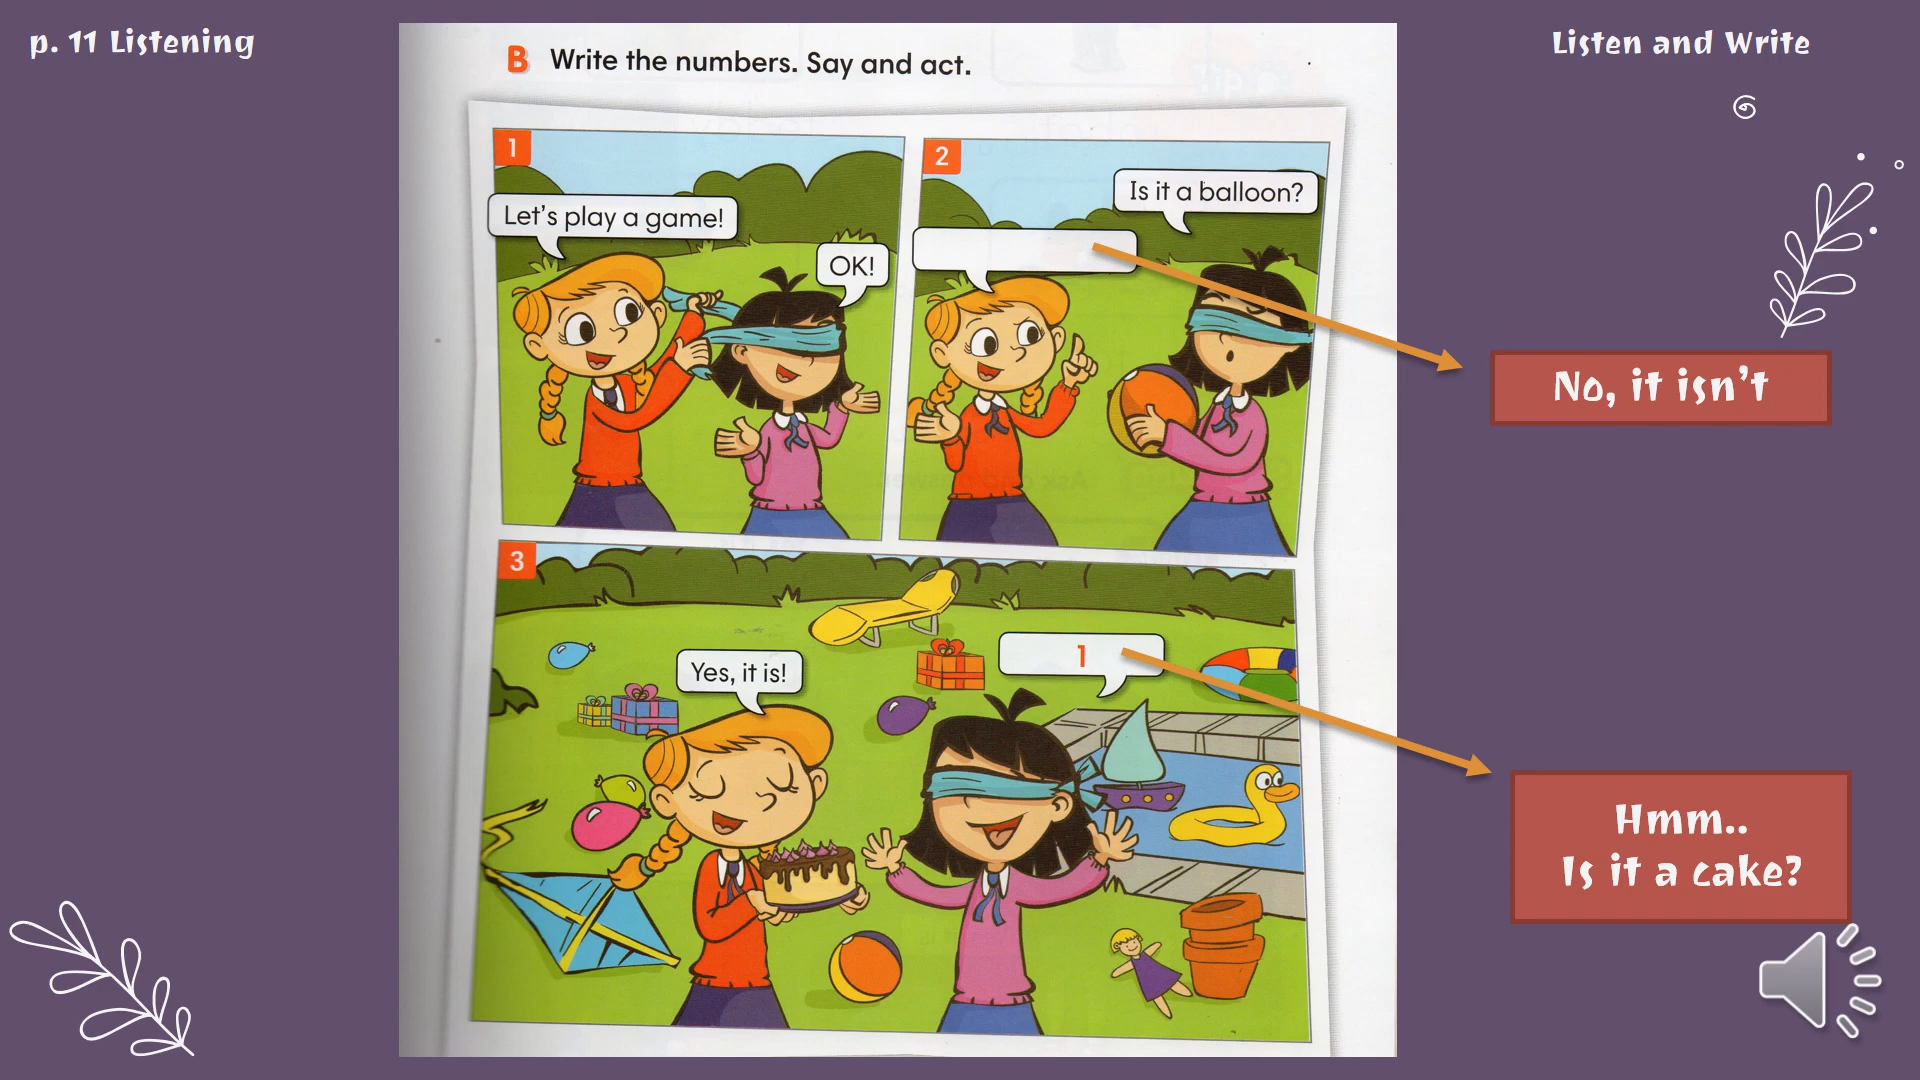 p. 11 Listening
Listen and Write
B Write the numbers. Say and act.
1
Let's play a game!
OK!
2
Is it a balloon?
No, it isn't
3
Yes, it is!
1
Hmm..
Is it a cake?